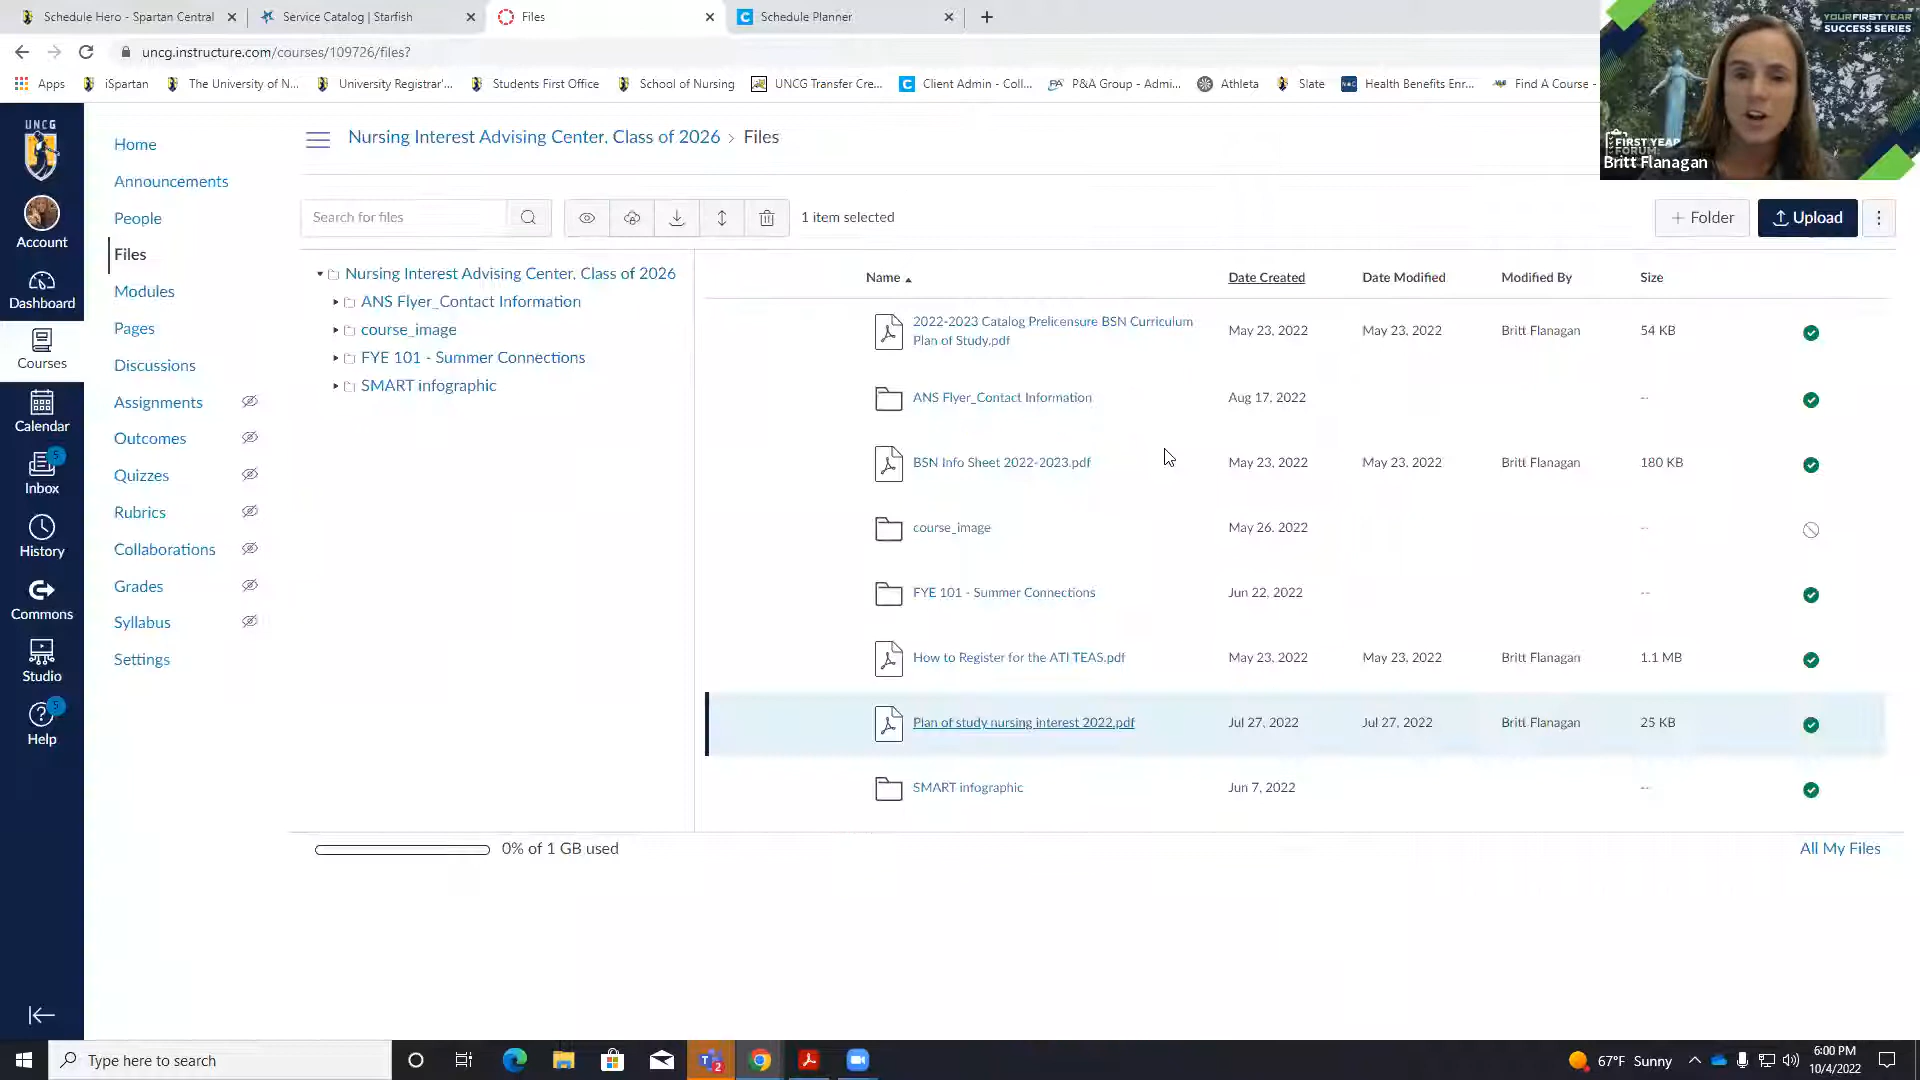 Schedule Hero - Spartan Central
Service Catalog | Starfish
Files
Schedule Planner
uncg.instructure.com/courses/109726/files?
Apps
iSpartan
The University of N...
University Registrar'...
Students First Office
School of Nursing
UNCG Transfer Cre...
Client Admin - Coll...
P&A Group - Admi...
Athleta
Slate
Health Benefits Enr...
Find A Course -
YOUR FIRST YEAR
SUCCESS SERIES
FIRST YEAR
FORUM:
Britt Flanagan
UNCG
Account
Dashboard
Courses
Calendar
5
Inbox
History
Commons
Studio
5
Help
Home
Announcements
People
Files
Modules
Pages
Discussions
Assignments
Outcomes
Quizzes
Rubrics
Collaborations
Grades
Syllabus
Settings
Nursing Interest Advising Center, Class of 2026 › Files
Search for files
1 item selected
+ Folder
Upload
Nursing Interest Advising Center, Class of 2026
ANS Flyer_Contact Information
course_image
FYE 101 - Summer Connections
SMART infographic
Name Date Created Date Modified Modified By Size
2022-2023 Catalog Prelicensure BSN Curriculum
Plan of Study.pdf
May 23, 2022 May 23, 2022 Britt Flanagan 54 KB
ANS Flyer_Contact Information Aug 17, 2022 --
BSN Info Sheet 2022-2023.pdf May 23, 2022 May 23, 2022 Britt Flanagan 180 KB
course_image May 26, 2022 --
FYE 101 - Summer Connections Jun 22, 2022 --
How to Register for the ATI TEAS.pdf May 23, 2022 May 23, 2022 Britt Flanagan 1.1 MB
Plan of study nursing interest 2022.pdf Jul 27, 2022 Jul 27, 2022 Britt Flanagan 25 KB
SMART infographic Jun 7, 2022 --
0% of 1 GB used
All My Files
Type here to search
2
67°F Sunny
6:00 PM
10/4/2022